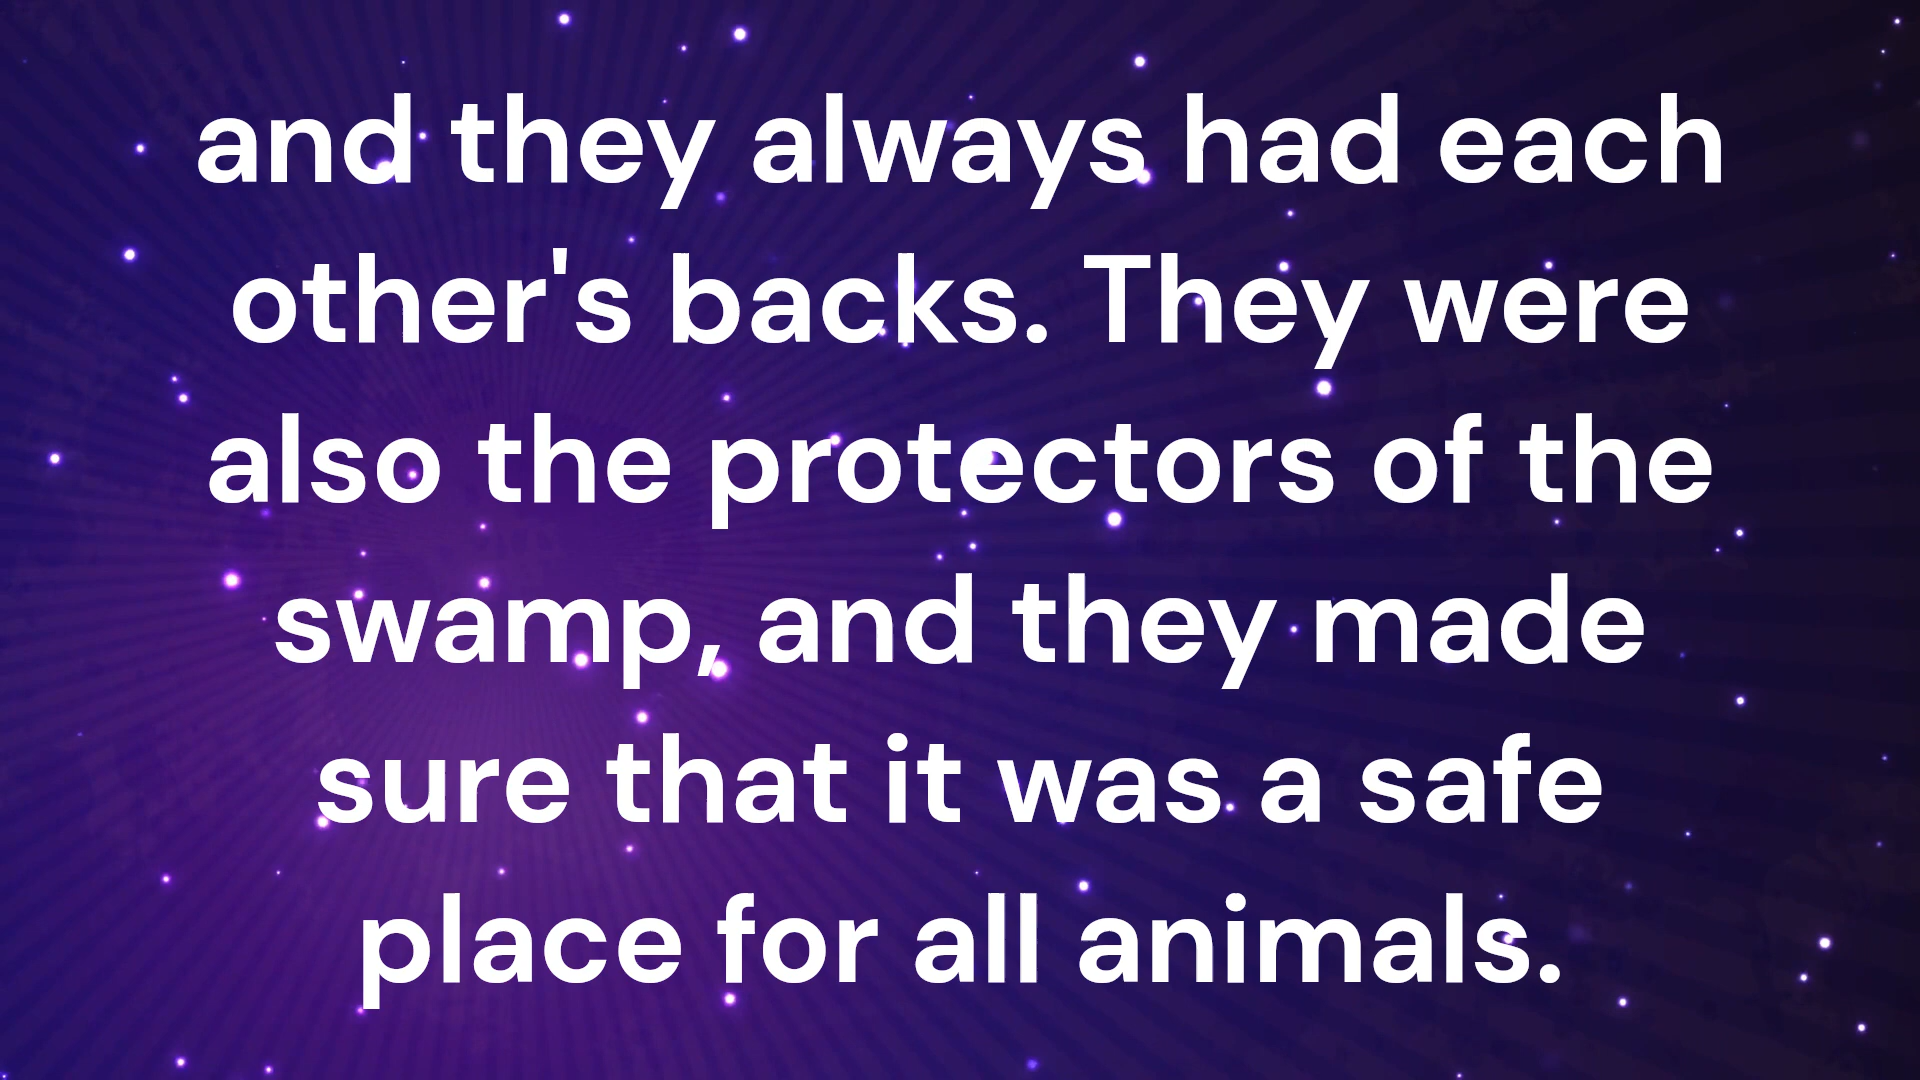 and they always had each
other's backs. They were
also the protectors of the
swamp, and they made
sure that it was a safe
place for all animals.